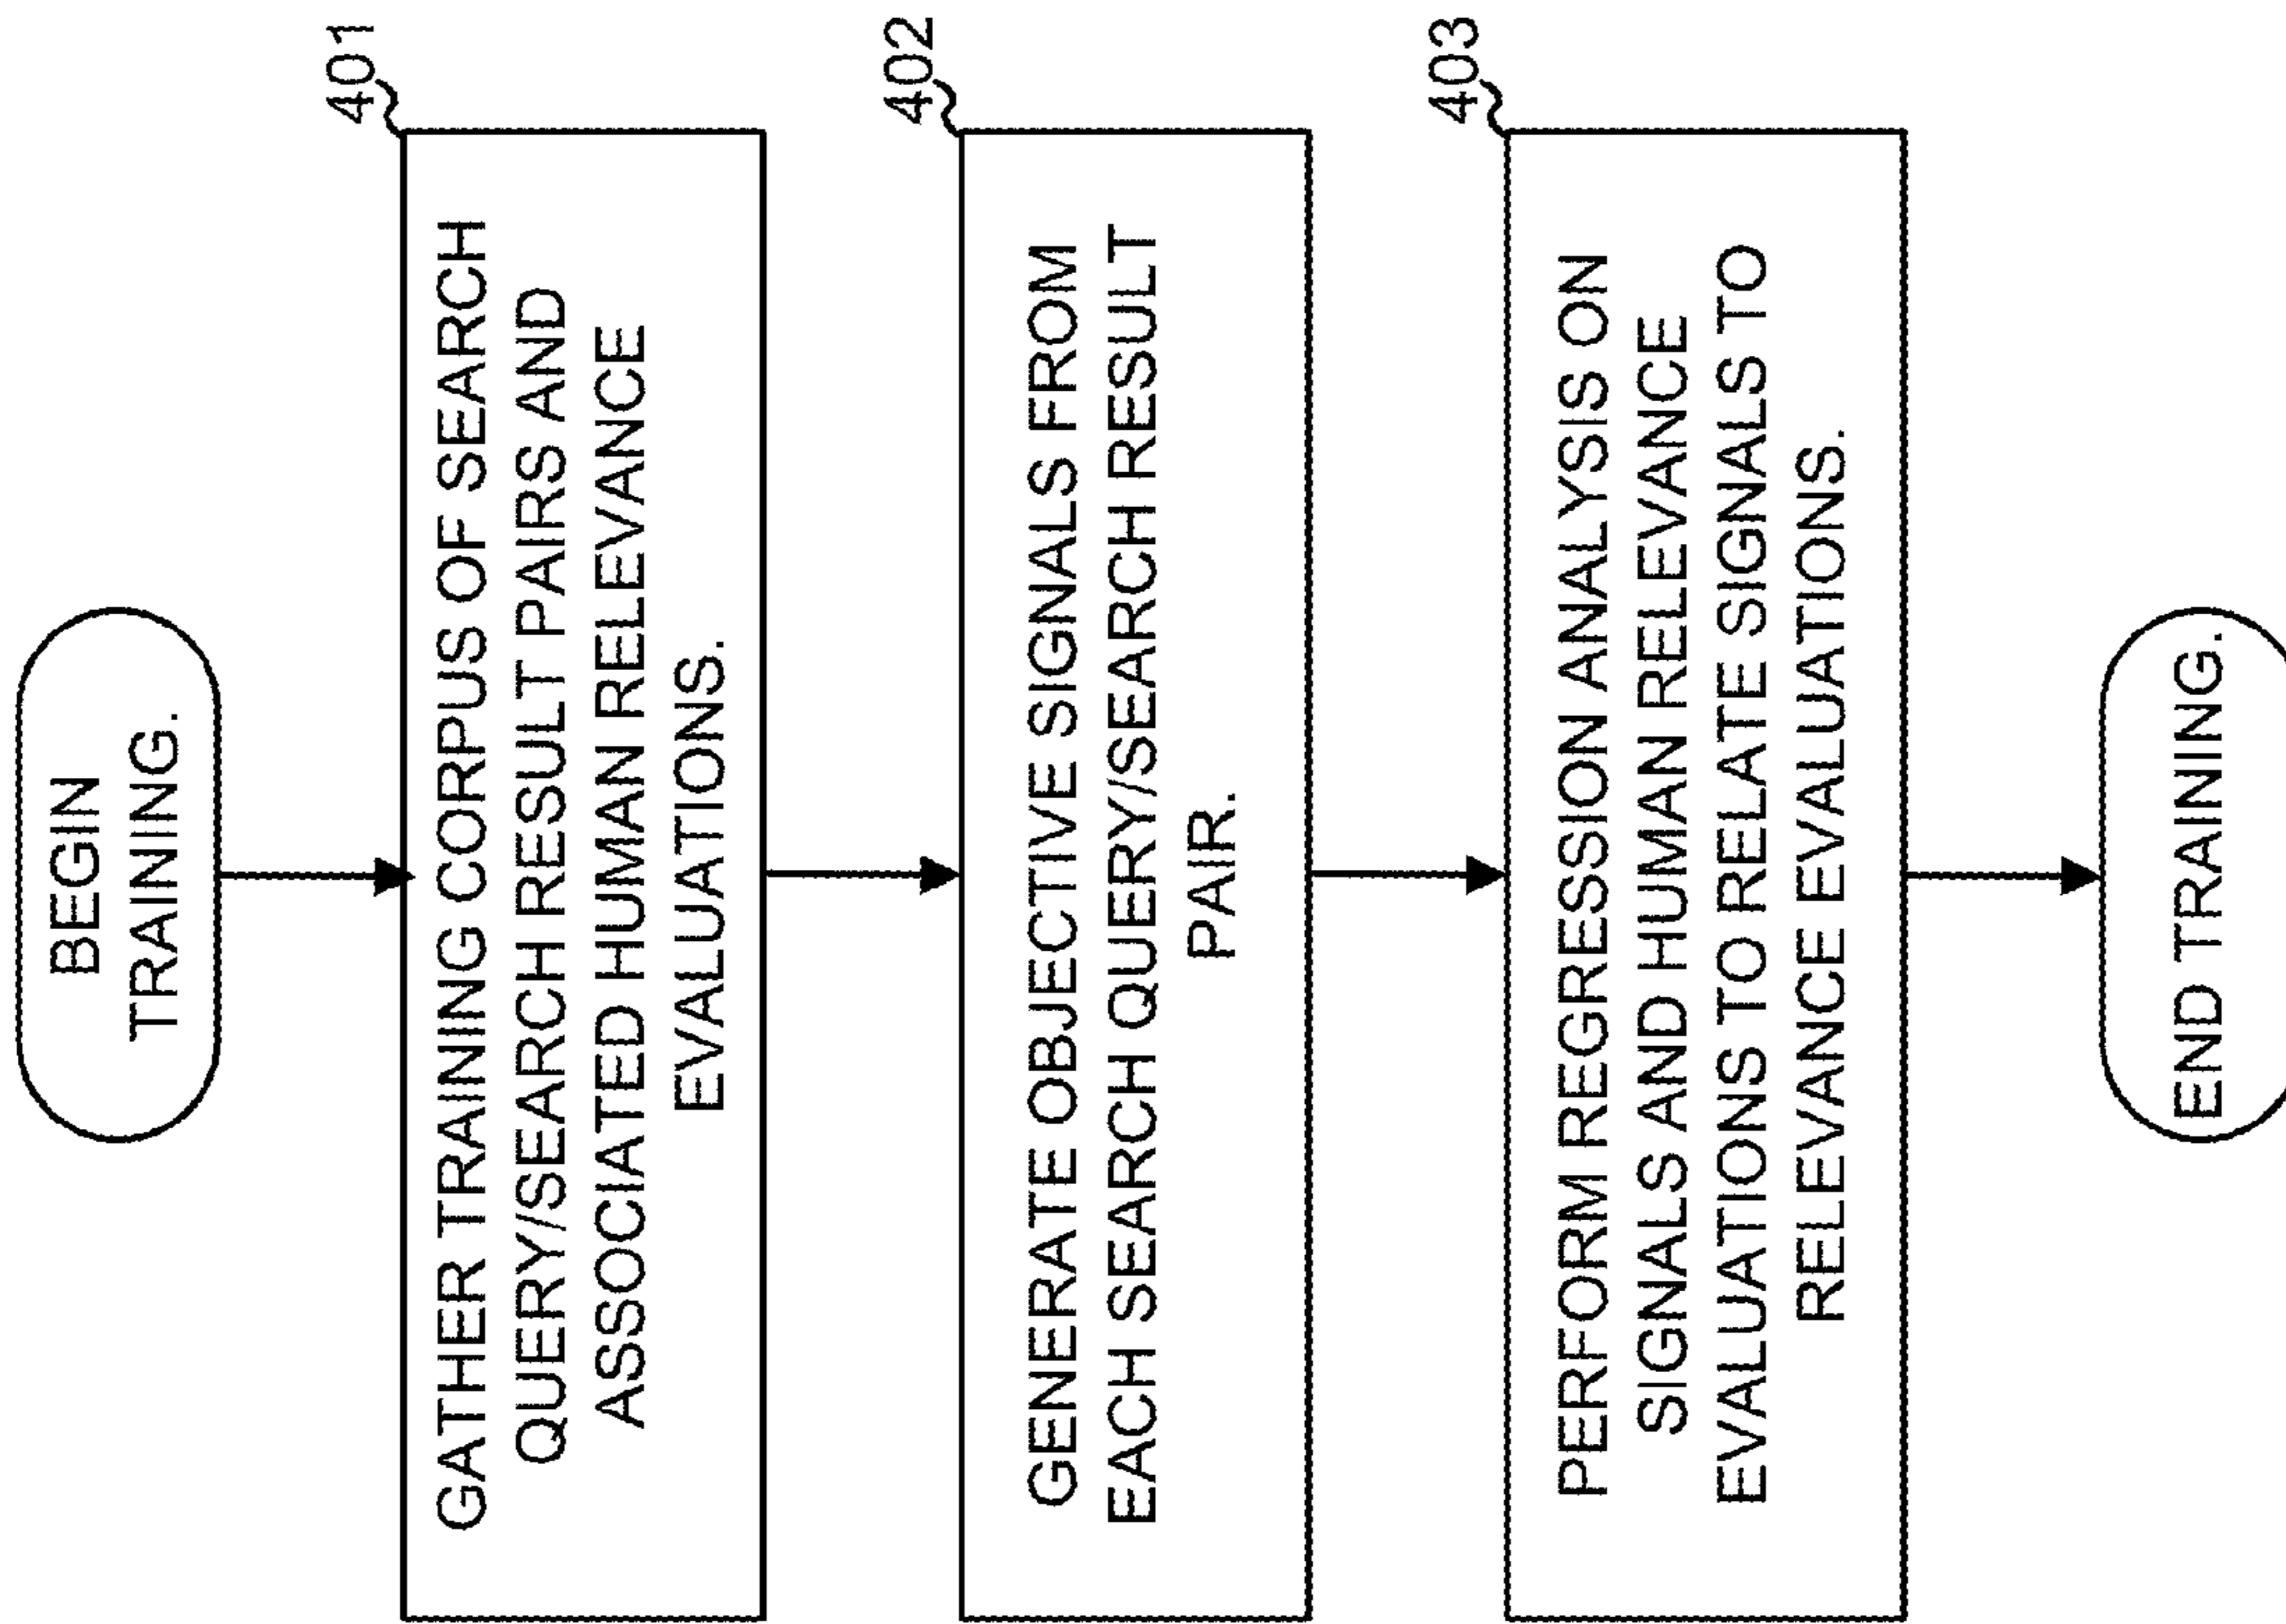 BEGIN
TRAINING.
401
GATHER TRAINING CORPUS OF SEARCH
QUERY/SEARCH RESULT PAIRS AND
ASSOCIATED HUMAN RELEVANCE
EVALUATIONS.
402
GENERATE OBJECTIVE SIGNALS FROM
EACH SEARCH QUERY/SEARCH RESULT
PAIR.
403
PERFORM REGRESSION ANALYSIS ON
SIGNALS AND HUMAN RELEVANCE
EVALUATIONS TO RELATE SIGNALS TO
RELEVANCE EVALUATIONS.
END TRAINING.